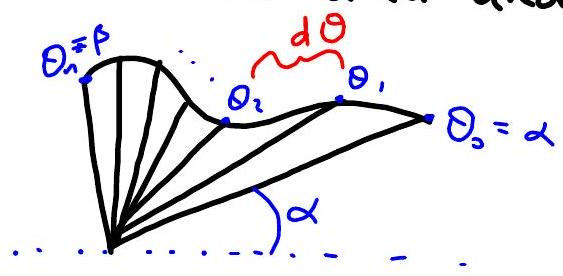 dθ
θₙ = β
θ₂
θ₁
θ₀ = α
α